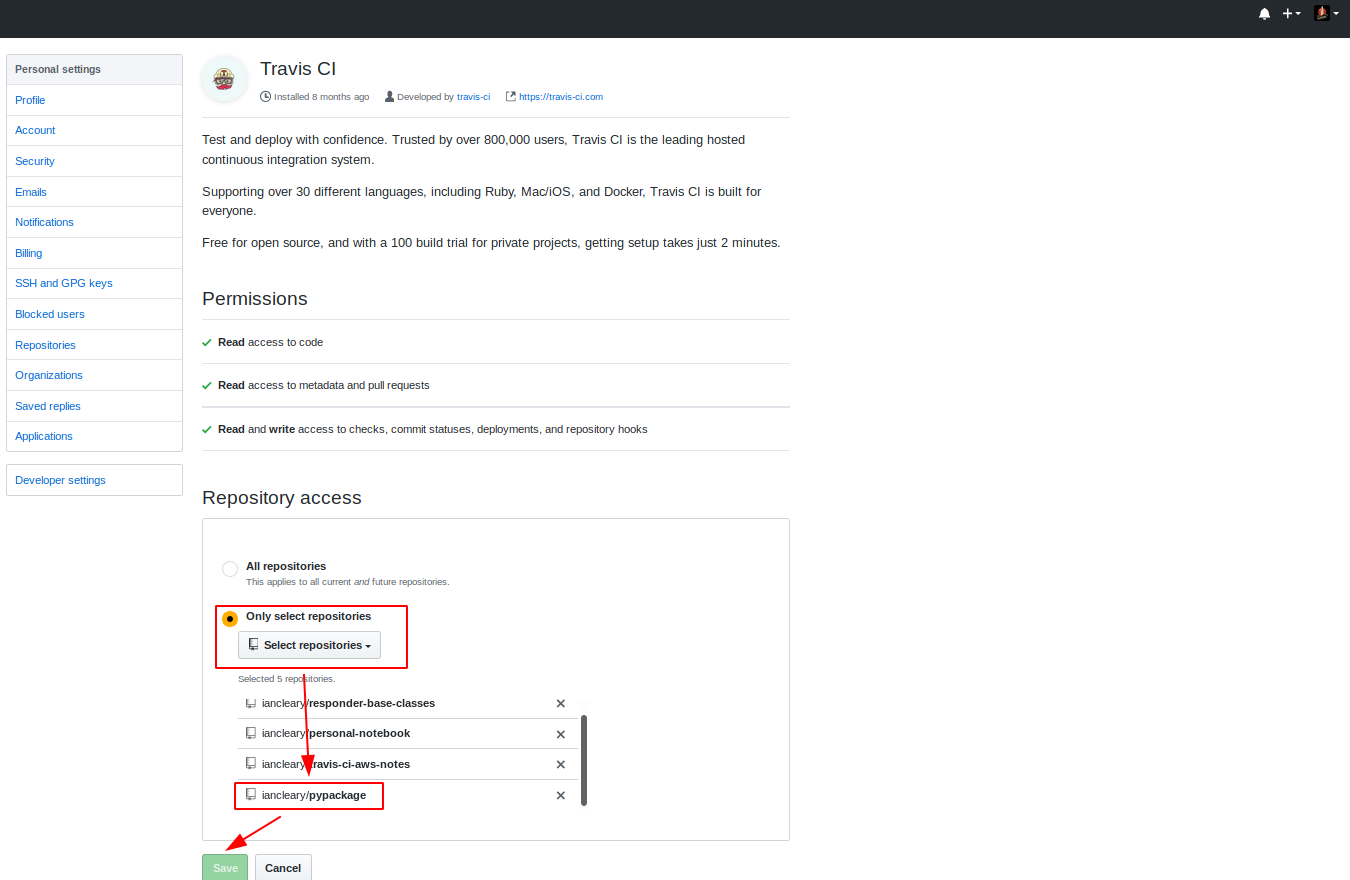 Personal settings
Profile
Account
Security
Emails
Notifications
Billing
SSH and GPG keys
Blocked users
Repositories
Organizations
Saved replies
Applications
Developer settings
Travis CI
Installed 8 months ago Developed by travis-ci https://travis-ci.com
Test and deploy with confidence. Trusted by over 800,000 users, Travis CI is the leading hosted
continuous integration system.
Supporting over 30 different languages, including Ruby, Mac/iOS, and Docker, Travis CI is built for
everyone.
Free for open source, and with a 100 build trial for private projects, getting setup takes just 2 minutes.
Permissions
Read access to code
Read access to metadata and pull requests
Read and write access to checks, commit statuses, deployments, and repository hooks
Repository access
All repositories
This applies to all current and future repositories.
Only select repositories
Select repositories
Selected 5 repositories.
iancleary/responder-base-classes
iancleary/personal-notebook
iancleary/travis-ci-aws-notes
iancleary/pypackage
Save Cancel